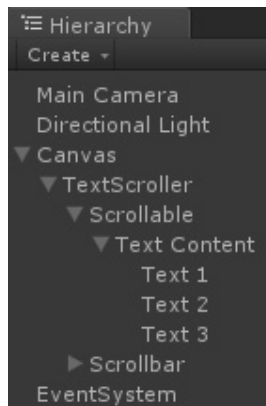 Hierarchy
Create
Main Camera
Directional Light
Canvas
TextScroller
Scrollable
Text Content
Text 1
Text 2
Text 3
Scrollbar
EventSystem